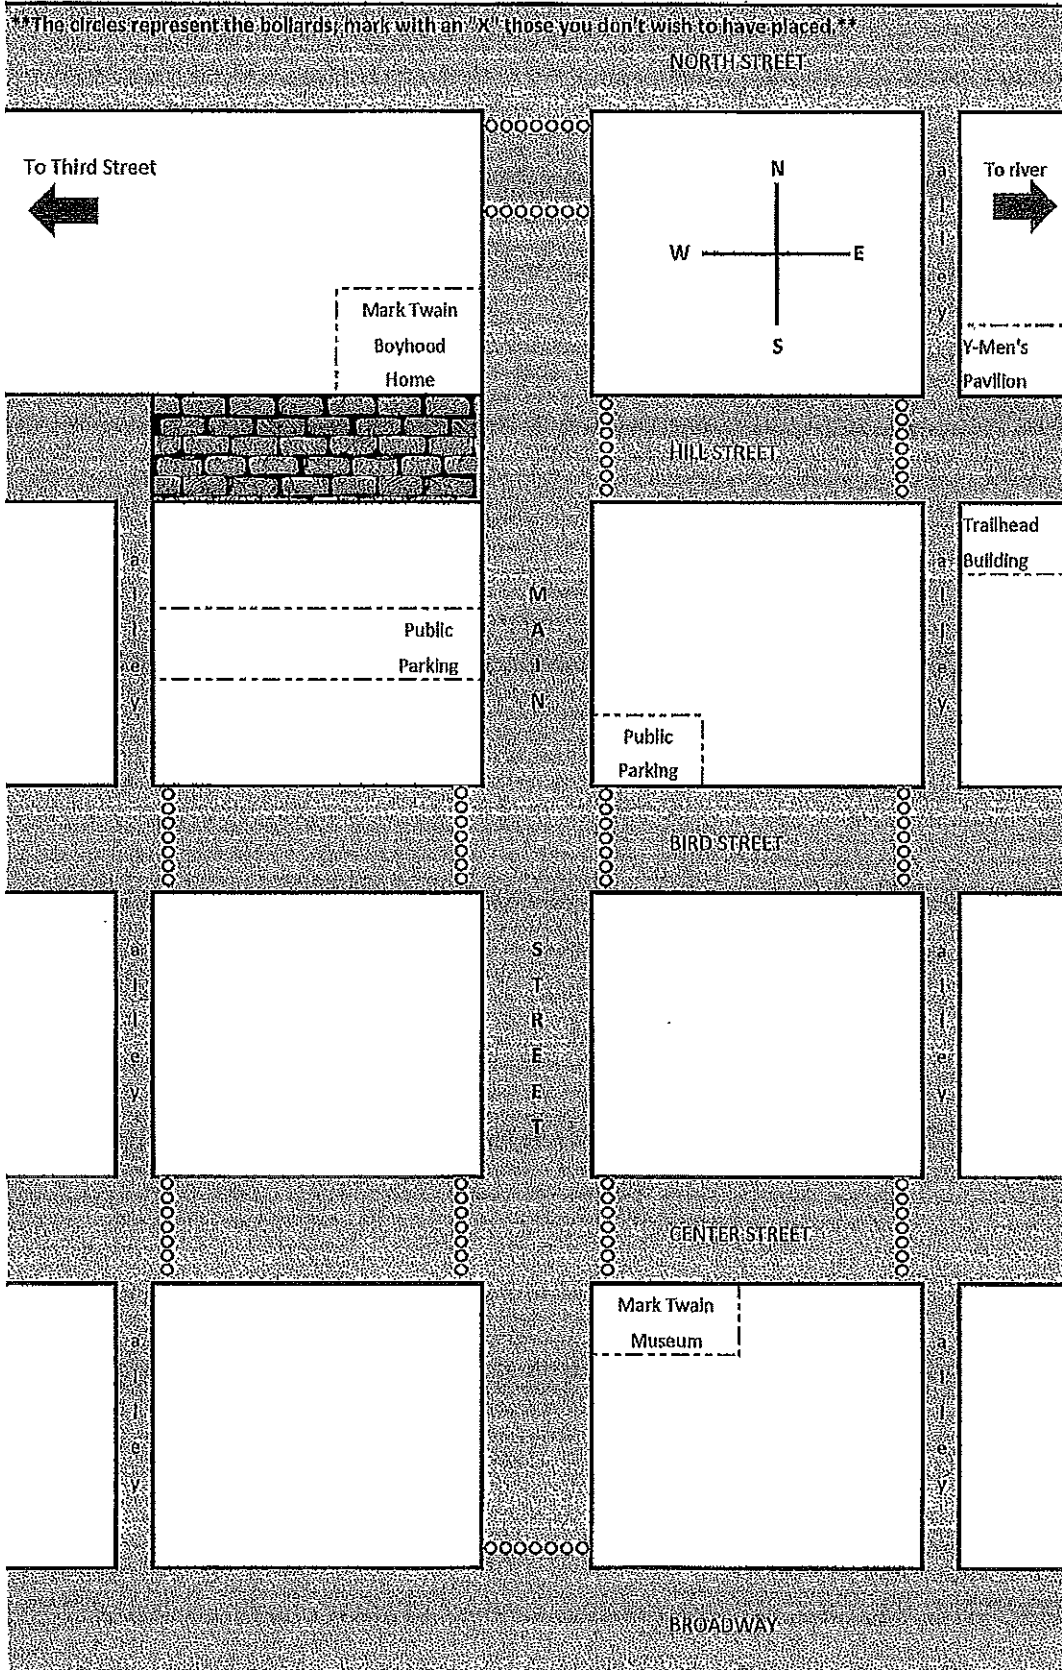 **The circles represent the bollards; mark with an "X" those you don't wish to have placed.**
NORTH STREET
To Third Street
N
W
E
S
alley
To river
Mark Twain
Boyhood
Home
Y-Men's
Pavilion
HILL STREET
alley
MAIN
Public
Parking
Public
Parking
alley
Trailhead
Building
BIRD STREET
alley
STREET
alley
CENTER STREET
Mark Twain
Museum
alley
alley
BROADWAY